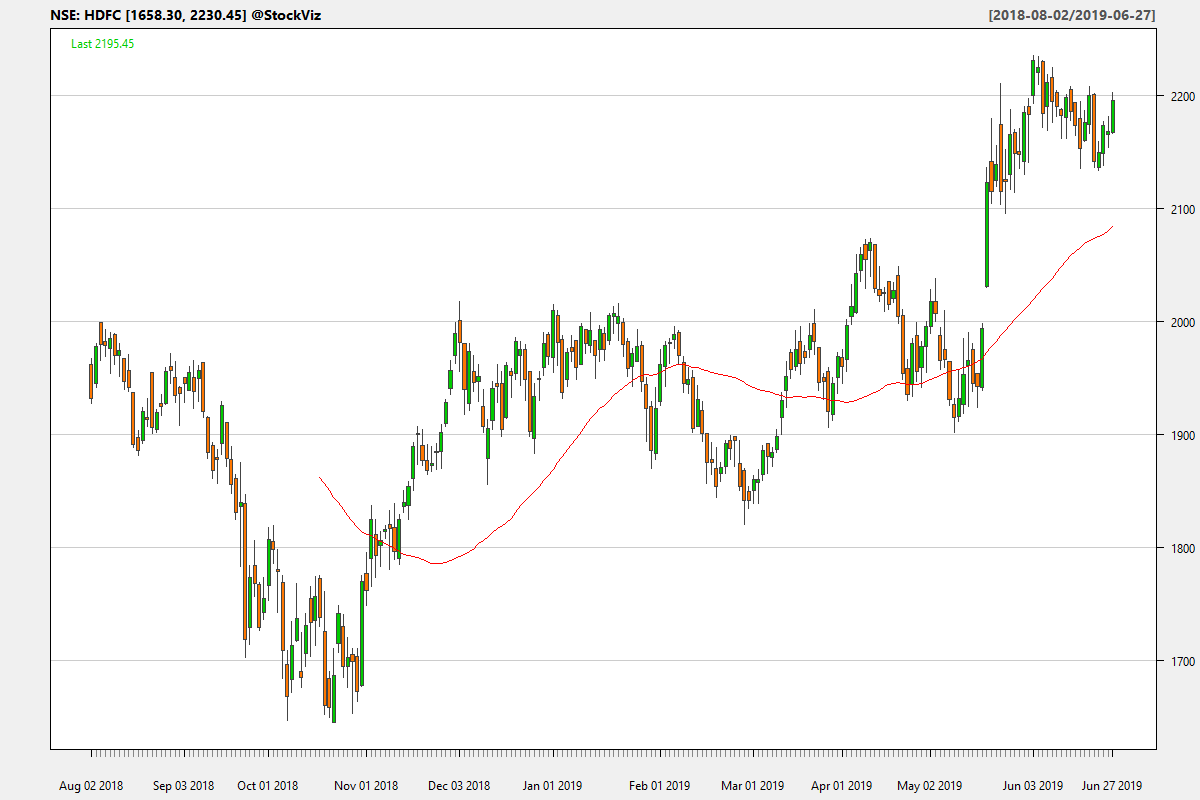 NSE: HDFC [1658.30, 2230.45] @StockViz
[2018-08-02/2019-06-27]
Last 2195.45
2200
2100
2000
1900
1800
1700
Aug 02 2018 Sep 03 2018 Oct 01 2018 Nov 01 2018 Dec 03 2018 Jan 01 2019 Feb 01 2019 Mar 01 2019 Apr 01 2019 May 02 2019 Jun 03 2019 Jun 27 2019